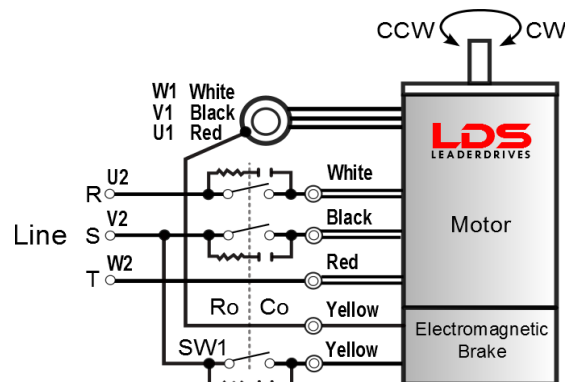 CCW CW
W1 White
V1 Black
U1 Red
LDS
LEADERDRIVES
U2
R
White
V2
Line S
Black
Motor
W2
T
Red
Ro Co
Yellow
Electromagnetic
Brake
SW1
Yellow